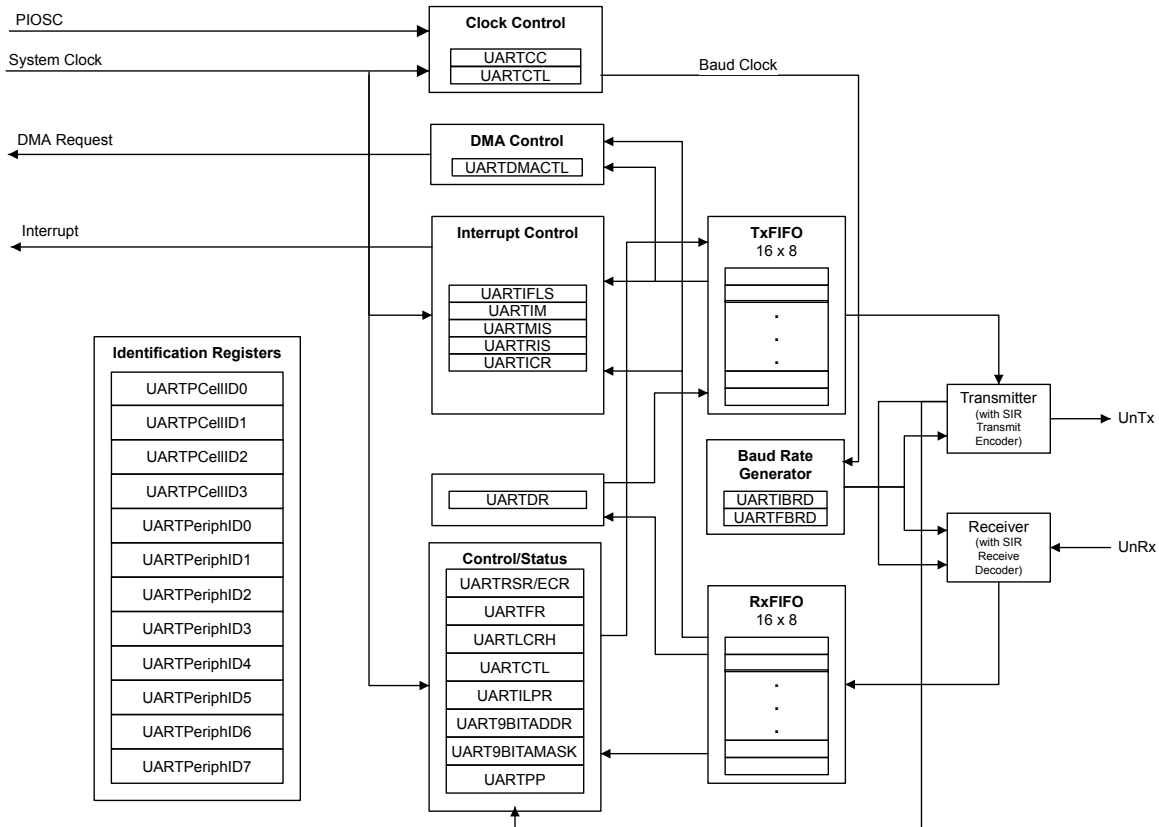 PIOSC
System Clock
Clock Control
UARTCC
UARTCTL
Baud Clock
DMA Request
DMA Control
UARTDMACTL
Interrupt
Interrupt Control
UARTIFLS
UARTIM
UARTMIS
UARTRIS
UARTICR
TxFIFO
16 x 8
.
.
.
Identification Registers
UARTPCellID0
UARTPCellID1
UARTPCellID2
UARTPCellID3
UARTPeriphID0
UARTPeriphID1
UARTPeriphID2
UARTPeriphID3
UARTPeriphID4
UARTPeriphID5
UARTPeriphID6
UARTPeriphID7
Transmitter
(with SIR
Transmit
Encoder)
UnTx
UARTDR
Baud Rate
Generator
UARTIBRD
UARTFBRD
Receiver
(with SIR
Receive
Decoder)
UnRx
Control/Status
UARTRSR/ECR
UARTFR
UARTLCRH
UARTCTL
UARTILPR
UART9BITADDR
UART9BITAMASK
UARTPP
RxFIFO
16 x 8
.
.
.